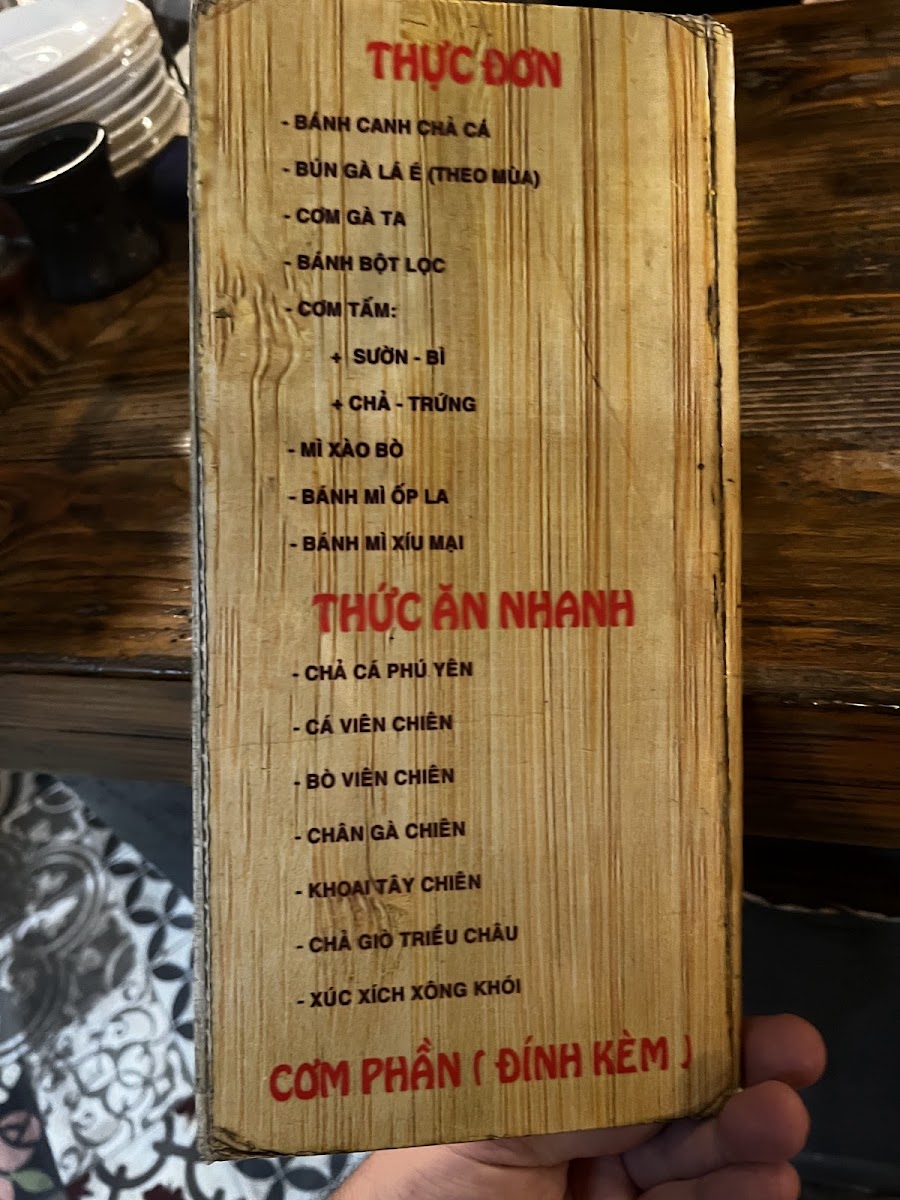 THỰC ĐƠN
- BÁNH CANH CHẢ CÁ
- BÚN GÀ LÁ É (THEO MÙA)
- CƠM GÀ TA
- BÁNH BỘT LỌC
- CƠM TẤM:
+ SƯỜN - BÌ
+ CHẢ - TRỨNG
- MÌ XÀO BÒ
- BÁNH MÌ ỐP LA
- BÁNH MÌ XÍU MẠI
THỨC ĂN NHANH
- CHẢ CÁ PHÚ YÊN
- CÁ VIÊN CHIÊN
- BÒ VIÊN CHIÊN
- CHÂN GÀ CHIÊN
- KHOAI TÂY CHIÊN
- CHẢ GIÒ TRIỀU CHÂU
- XÚC XÍCH XÔNG KHÓI
CƠM PHẦN ( ĐÍNH KÈM )